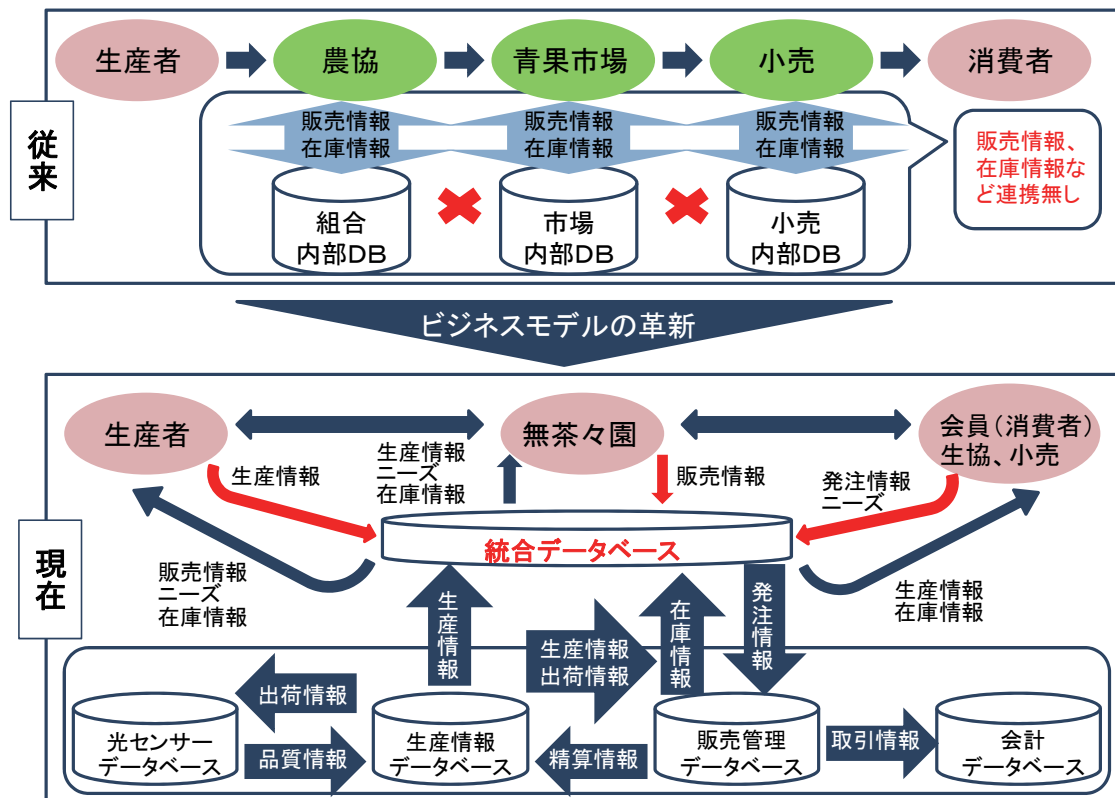 生産者
農協
青果市場
小売
消費者
従来
販売情報
在庫情報
販売情報
在庫情報
販売情報
在庫情報
販売情報、
在庫情報な
ど連携無し
組合
内部DB
市場
内部DB
小売
内部DB
ビジネスモデルの革新
現在
生産者
無茶々園
会員(消費者)
生協、小売
生産情報
生産情報
ニーズ
在庫情報
販売情報
発注情報
ニーズ
統合データベース
販売情報
ニーズ
在庫情報
生産情報
在庫情報
生産情報
生産情報
出荷情報
在庫情報
発注情報
出荷情報
品質情報
精算情報
取引情報
光センサー
データベース
生産情報
データベース
販売管理
データベース
会計
データベース